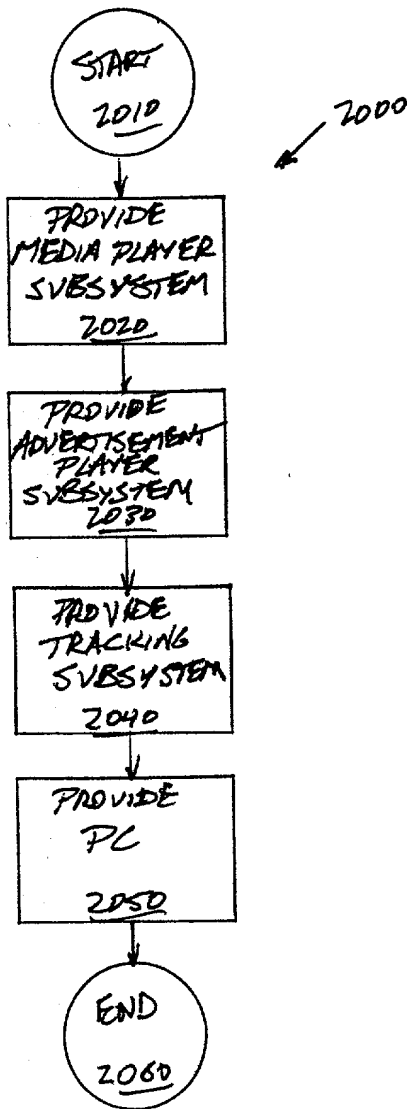 START
2010
2000
PROVIDE
MEDIA PLAYER
SUBSYSTEM
2020
PROVIDE
ADVERTISEMENT
PLAYER
SUBSYSTEM
2030
PROVIDE
TRACKING
SUBSYSTEM
2040
PROVIDE
PC
2050
END
2060